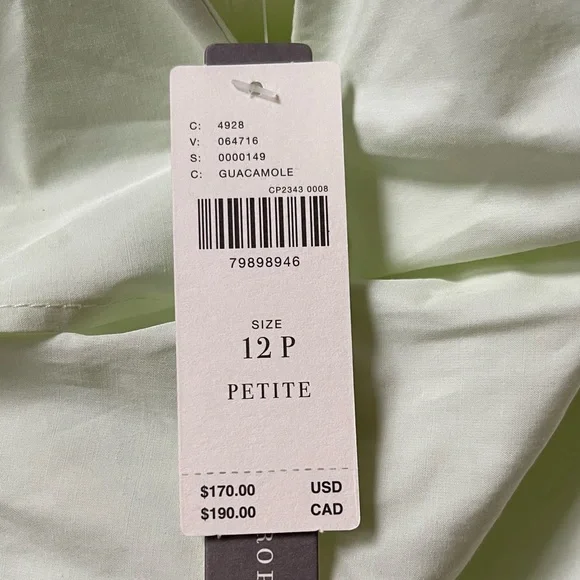 C: 4928
V: 064716
S: 0000149
C: GUACAMOLE
CP2343 0008
79898946
SIZE
12 P
PETITE
$170.00 USD
$190.00 CAD